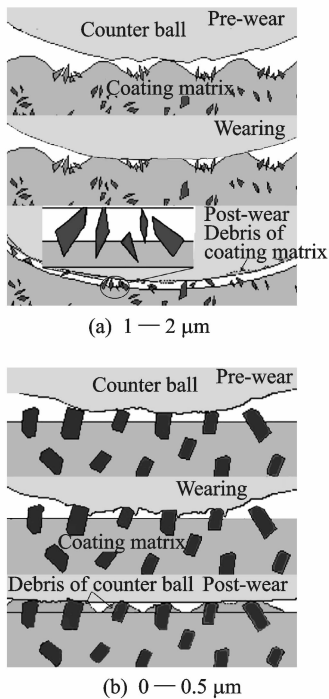 Pre-wear
Counter ball
Coating matrix
Wearing
Post-wear
Debris of
coating matrix
(a) 1 — 2 μm
Pre-wear
Counter ball
Wearing
Coating matrix
Debris of counter ball Post-wear
(b) 0 — 0.5 μm